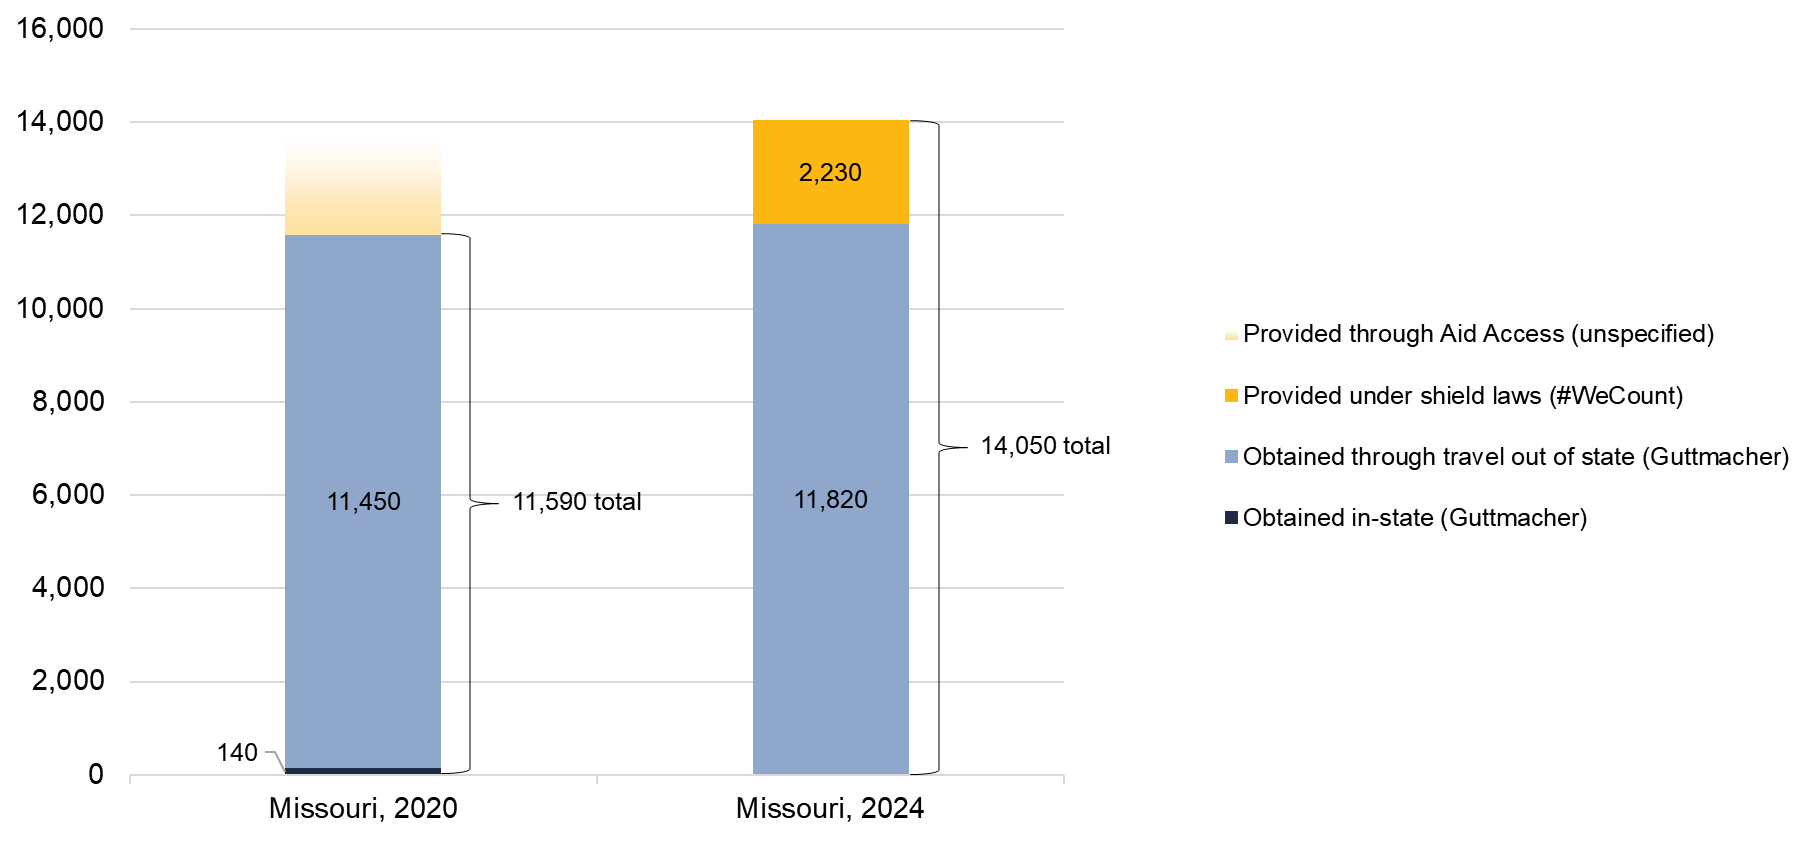 16,000
14,000
12,000
10,000
8,000
6,000
4,000
2,000
0
2,230
14,050 total
11,450
11,590 total
11,820
140
Missouri, 2020
Missouri, 2024
Provided through Aid Access (unspecified)
Provided under shield laws (#WeCount)
Obtained through travel out of state (Guttmacher)
Obtained in-state (Guttmacher)